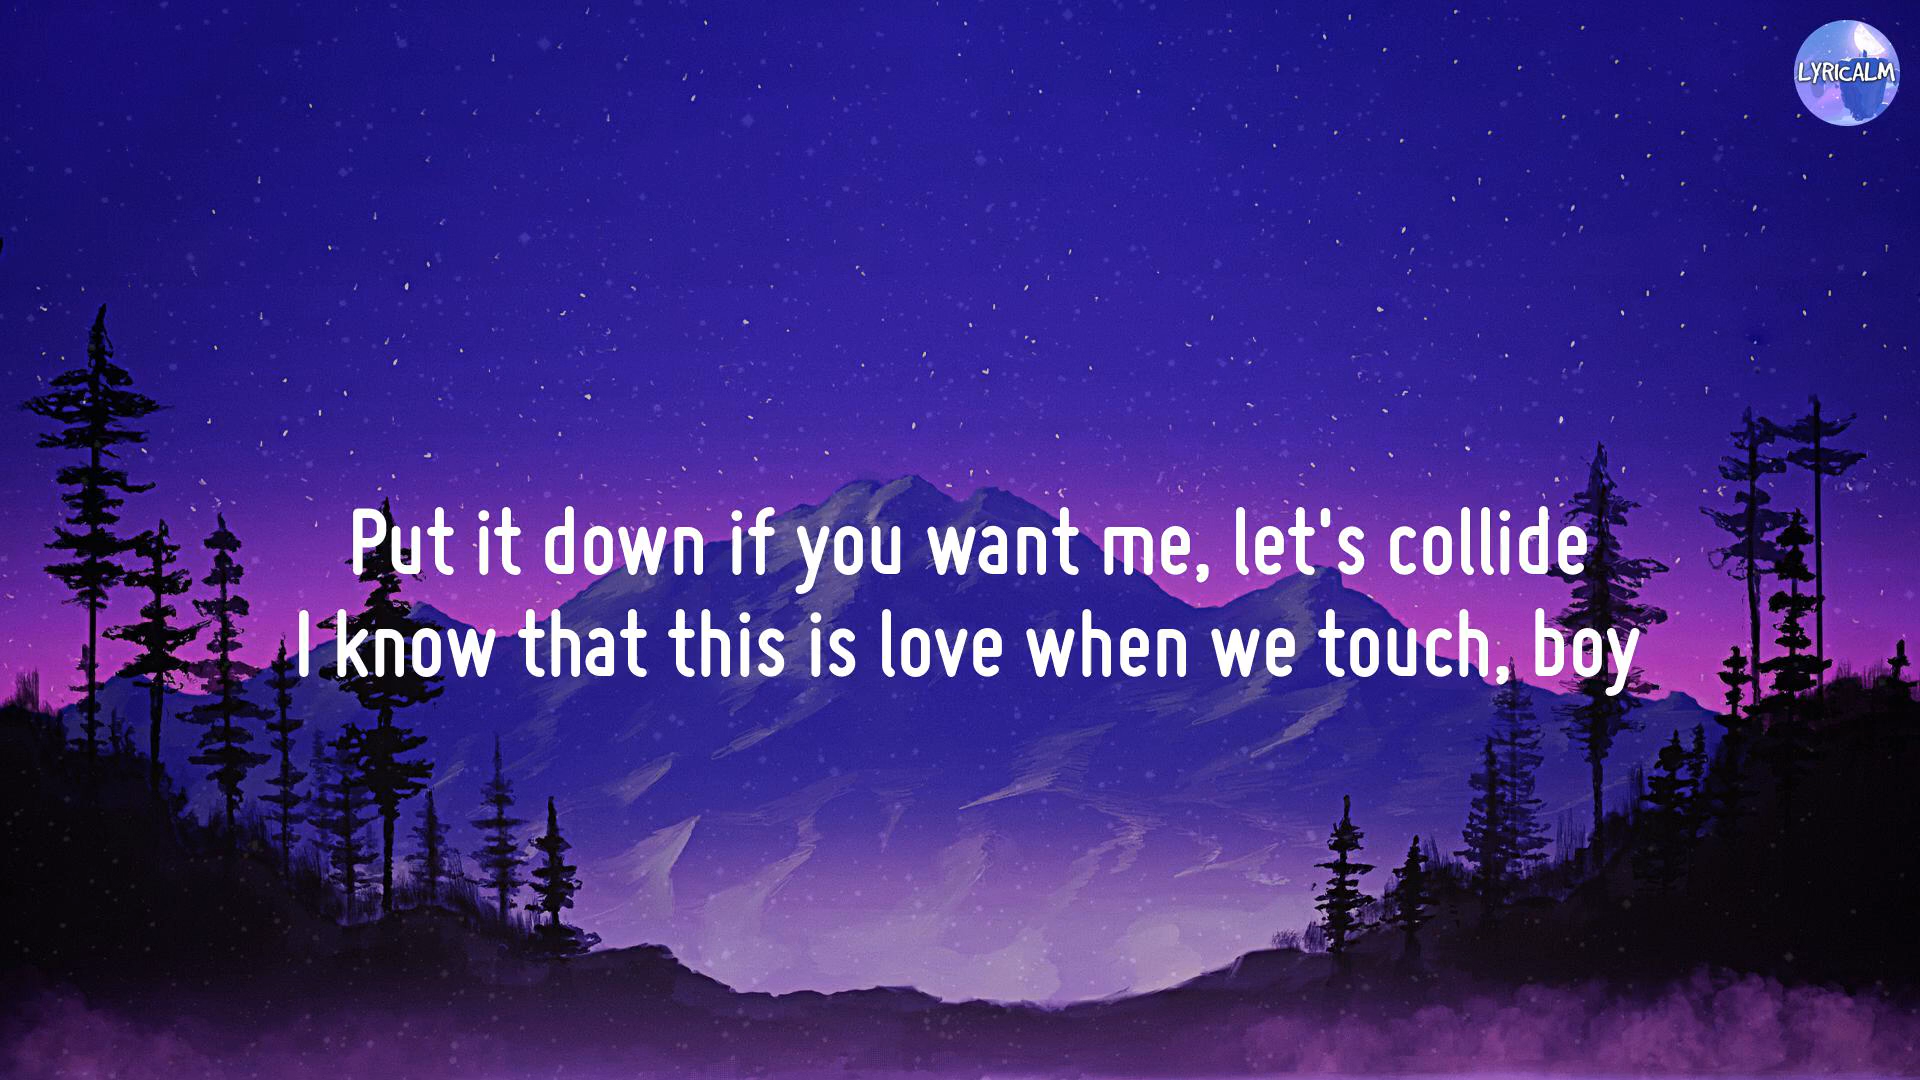 LYRICALM
Put it down if you want me, let's collide
I know that this is love when we touch, boy